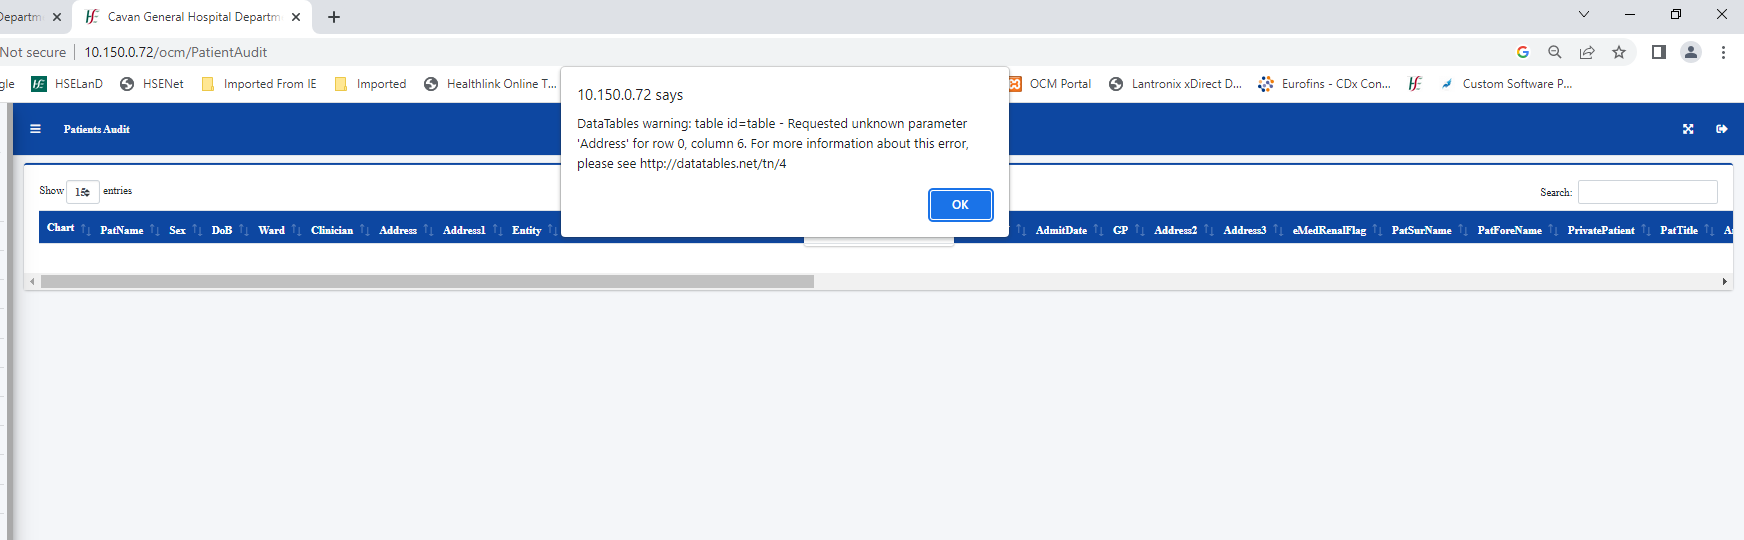 Departm
Cavan General Hospital Departm
Not secure
10.150.0.72/ocm/PatientAudit
gle
HSELanD
HSENet
Imported From IE
Imported
Healthlink Online T...
OCM Portal
Lantronix xDirect D...
Eurofins - CDx Con...
Custom Software P...
10.150.0.72 says
DataTables warning: table id=table - Requested unknown parameter
'Address' for row 0, column 6. For more information about this error,
please see http://datatables.net/tn/4
OK
Patients Audit
Show 15 entries
Search:
Chart PatName Sex DoB Ward Clinician Address Address1 Entity AdmitDate GP Address2 Address3 eMedRenalFlag PatSurName PatForeName PrivatePatient PatTitle